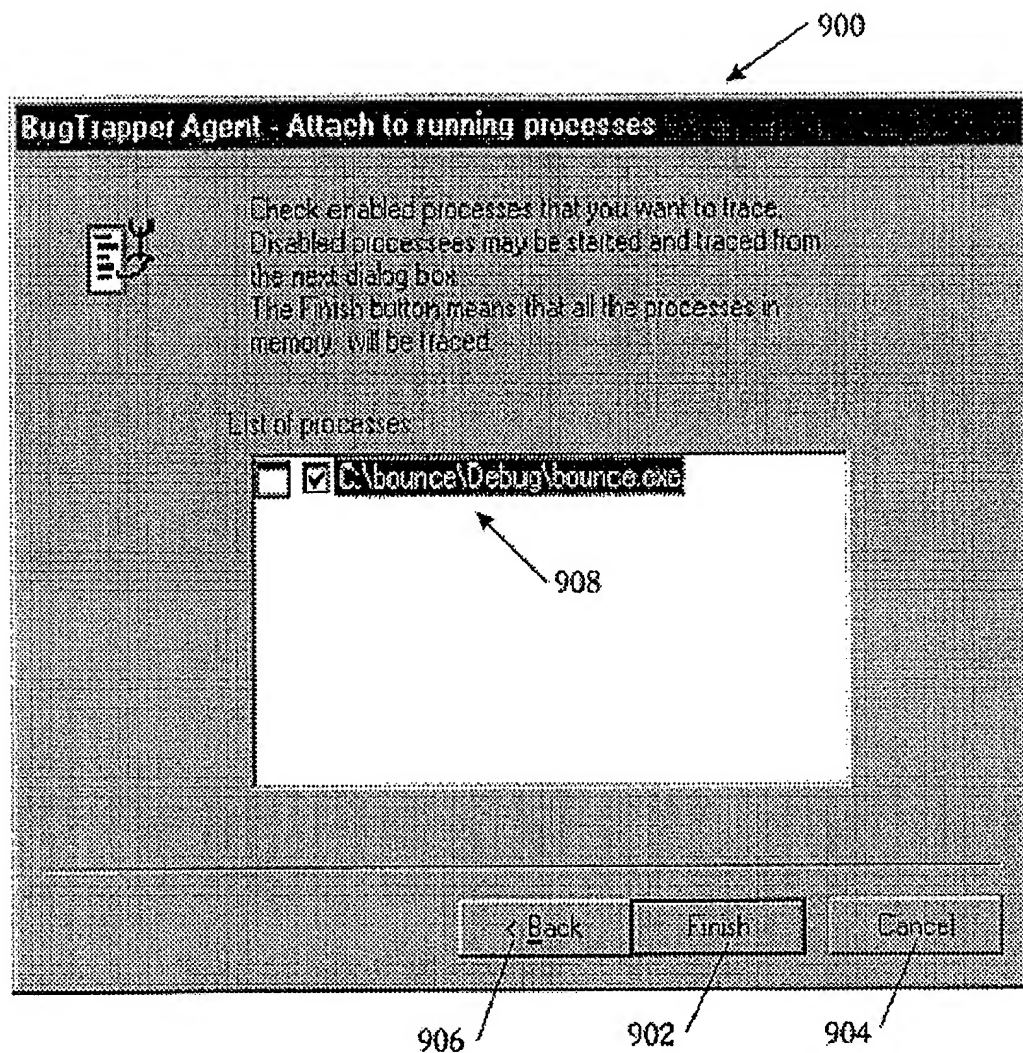 900
BugTrapper Agent - Attach to running processes
Check enabled processes that you want to trace.
Disabled processeas may be started and traced from
the next dialog box
The Finish button means that all the processes in
memory, will be traced.
List of processes:
C:\bounce\Debug\bounce.exe
908
< Back
Finish
Cancel
906
902
904